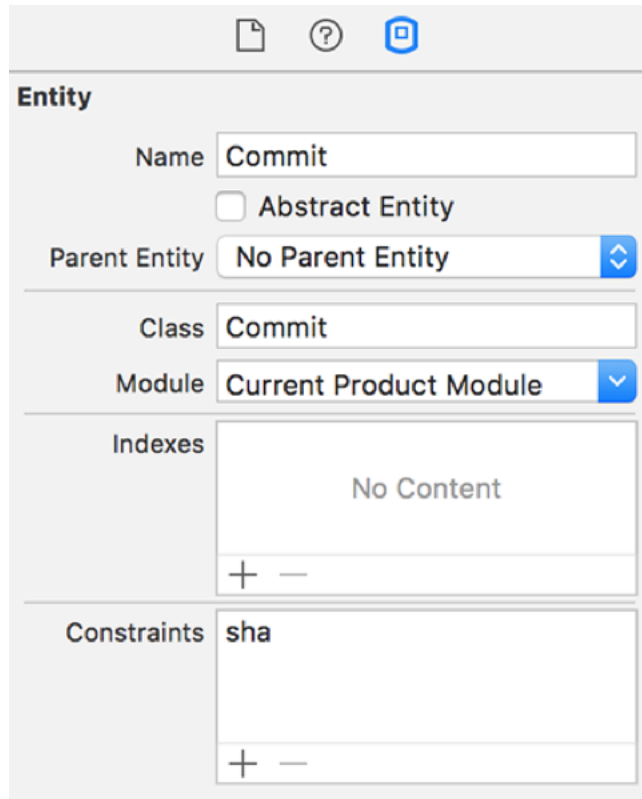 Entity
Name Commit
Abstract Entity
Parent Entity No Parent Entity
Class Commit
Module Current Product Module
Indexes
No Content
Constraints sha